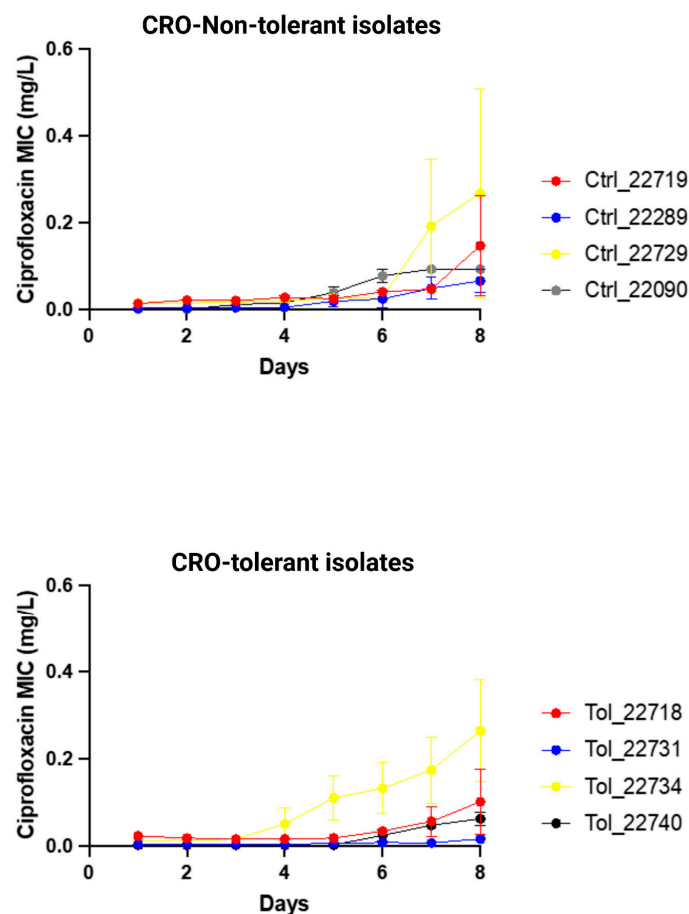 CRO-Non-tolerant isolates
Ciprofloxacin MIC (mg/L)
0.6
0.4
0.2
0.0
0 2 4 6 8
Days
Ctrl_22719
Ctrl_22289
Ctrl_22729
Ctrl_22090
CRO-tolerant isolates
Ciprofloxacin MIC (mg/L)
0.6
0.4
0.2
0.0
0 2 4 6 8
Days
Tol_22718
Tol_22731
Tol_22734
Tol_22740